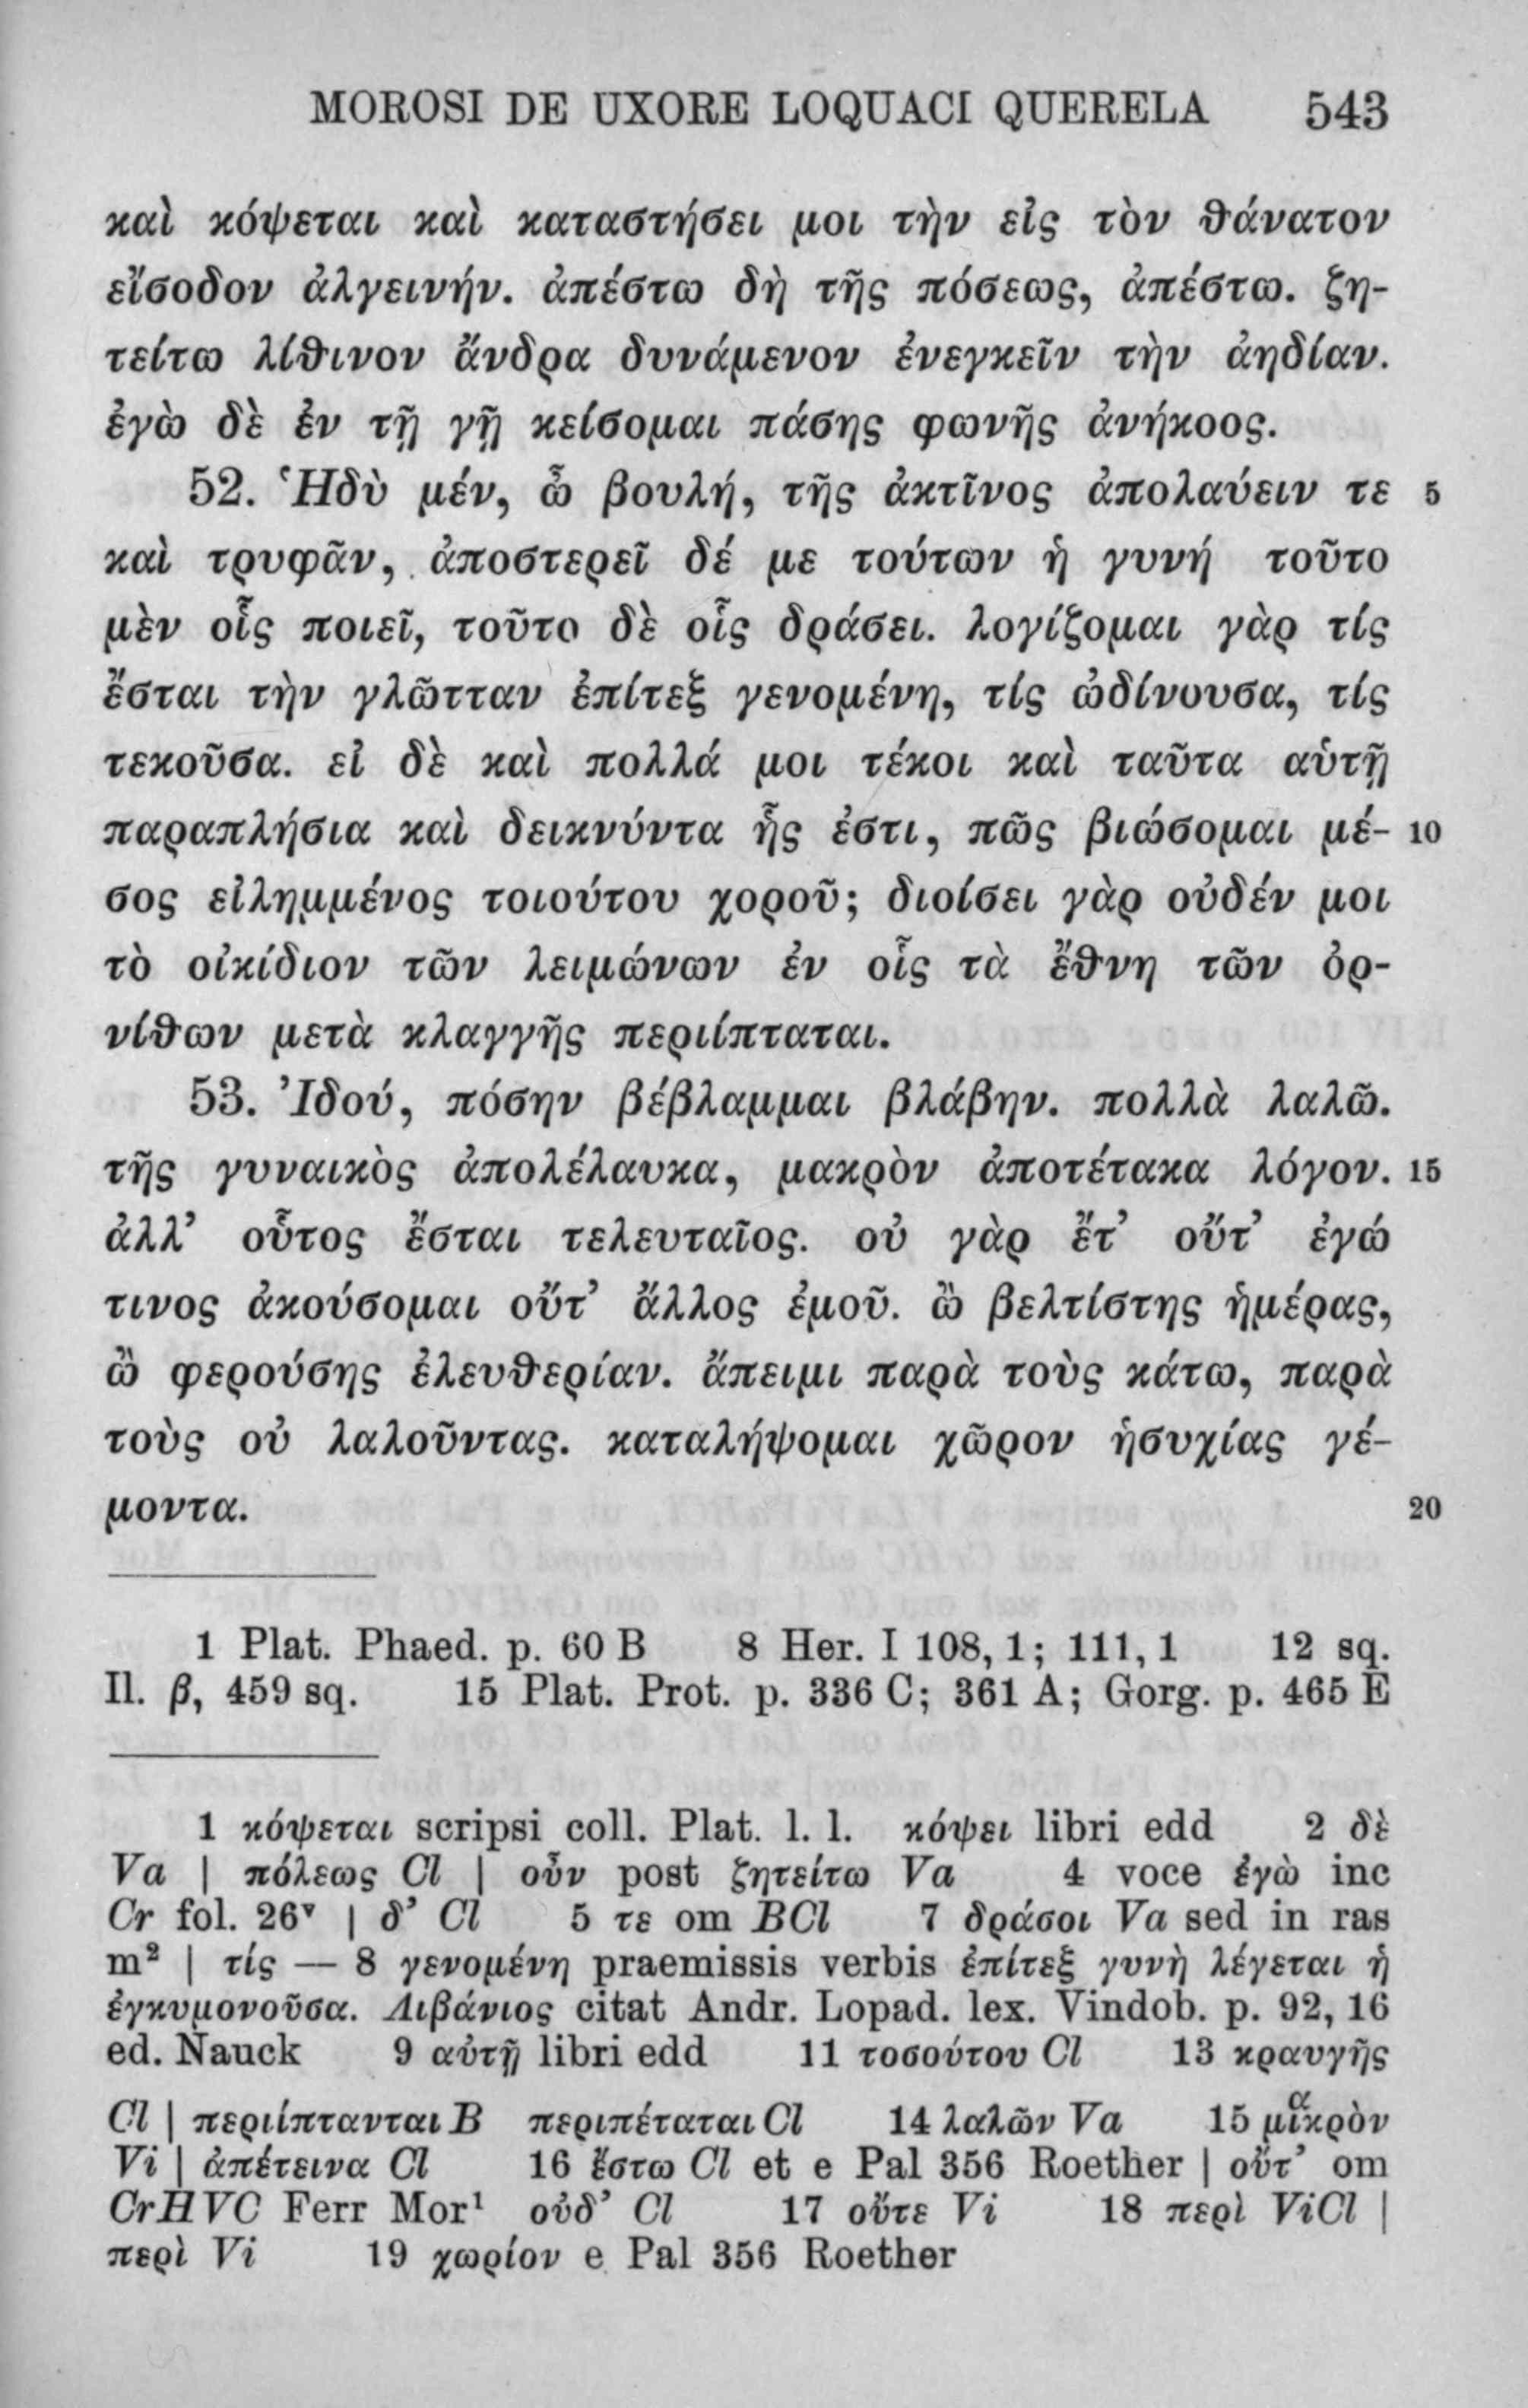 MOROSI DE UXORE LOQUACI QUERELA 543
καὶ κόψεται καὶ καταστήσει μοι τὴν εἰς τὸν θάνατον
εἴσοδον ἀλγεινήν. ἀπέστω δὴ τῆς πόσεως, ἀπέστω. ζη-
τείτω λίθινον ἄνδρα δυνάμενον ἐνεγκεῖν τὴν ἀηδίαν.
ἐγὼ δὲ ἐν τῇ γῇ κείσομαι πάσης φωνῆς ἀνήκοος.
52. Ἡδὺ μέν, ὦ βουλή, τῆς ἀκτῖνος ἀπολαύειν τε 5
καὶ τρυφᾶν, ἀποστερεῖ δέ με τούτων ἡ γυνή τοῦτο
μὲν οἷς ποιεῖ, τοῦτο δὲ οἷς δράσει. λογίζομαι γὰρ τίς
ἔσται τὴν γλῶτταν ἐπίτεξ γενομένη, τίς ὠδίνουσα, τίς
τεκοῦσα. εἰ δὲ καὶ πολλά μοι τέκοι καὶ ταῦτα αὑτῇ
παραπλήσια καὶ δεικνύντα ἧς ἐστι, πῶς βιώσομαι μέ- 10
σος εἰλημμένος τοιούτου χοροῦ; διοίσει γὰρ οὐδέν μοι
τὸ οἰκίδιον τῶν λειμώνων ἐν οἷς τὰ ἔθνη τῶν ὀρ-
νίθων μετὰ κλαγγῆς περιίπταται.
53. Ἰδού, πόσην βέβλαμμαι βλάβην. πολλὰ λαλῶ.
τῆς γυναικὸς ἀπολέλαυκα, μακρὸν ἀποτέτακα λόγον. 15
ἀλλ’ οὗτος ἔσται τελευταῖος. οὐ γὰρ ἔτ’ οὔτ’ ἐγώ
τινος ἀκούσομαι οὔτ’ ἄλλος ἐμοῦ. ὢ βελτίστης ἡμέρας,
ὢ φερούσης ἐλευθερίαν. ἄπειμι παρὰ τοὺς κάτω, παρὰ
τοὺς οὐ λαλοῦντας. καταλήψομαι χῶρον ἡσυχίας γέ-
μοντα. 20
1 Plat. Phaed. p. 60 B 8 Her. I 108, 1; 111, 1 12 sq.
Il. β, 459 sq. 15 Plat. Prot. p. 336 C; 361 A; Gorg. p. 465 E
1 κόψεται scripsi coll. Plat. l. l. κόψει libri edd 2 δὲ
Va | πόλεως Cl | οὖν post ζητείτω Va 4 voce ἐγὼ inc
Cr fol. 26ᵛ | δ’ Cl 5 τε om BCl 7 δράσοι Va sed in ras
m² | τίς — 8 γενομένη praemissis verbis ἐπίτεξ γυνὴ λέγεται ἡ
ἐγκυμονοῦσα. Λιβάνιος citat Andr. Lopad. lex. Vindob. p. 92, 16
ed. Nauck 9 αὐτῇ libri edd 11 τοσούτου Cl 13 κραυγῆς
Cl | περιίπτανται B περιπέταται Cl 14 λαλῶν Va 15 μῖͣκρὸν
Vi | ἀπέτεινα Cl 16 ἔστω Cl et e Pal 356 Roether | οὔτ’ om
CrHVC Ferr Mor¹ οὐδ’ Cl 17 οὔτε Vi 18 περὶ ViCl |
περὶ Vi 19 χωρίον e Pal 356 Roether